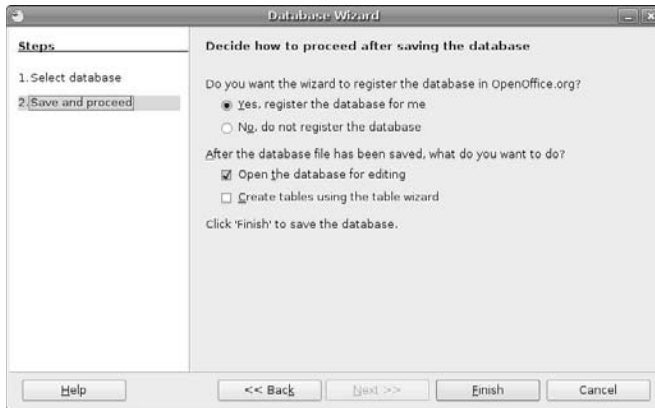 Database Wizard
Steps
1.Select database
2.Save and proceed
Decide how to proceed after saving the database
Do you want the wizard to register the database in OpenOffice.org?
Yes, register the database for me
No, do not register the database
After the database file has been saved, what do you want to do?
Open the database for editing
Create tables using the table wizard
Click 'Finish' to save the database.
Help
<< Back
Next >>
Finish
Cancel